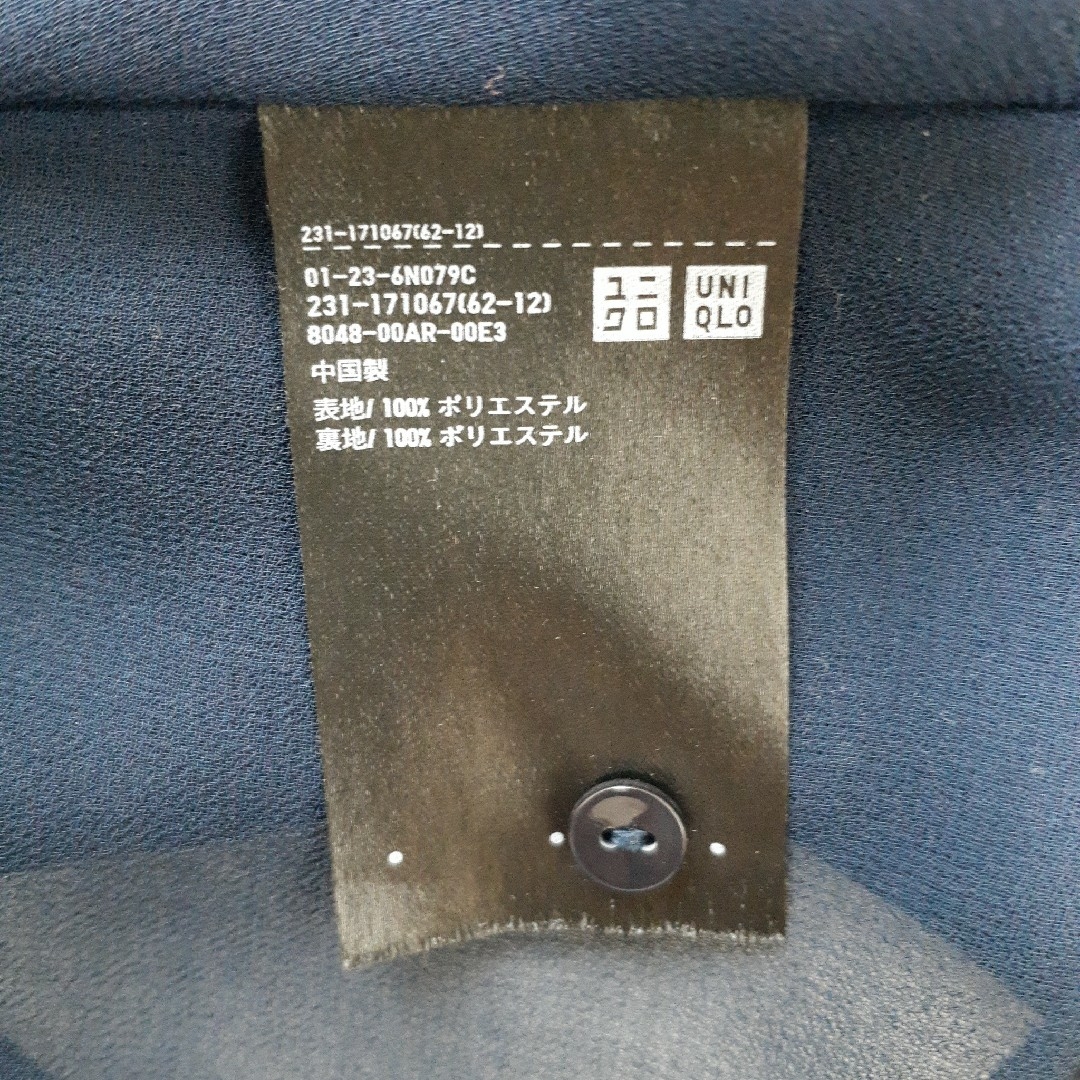 231-171067(62-12)
01-23-6N079C
231-171067(62-12)
8048-00AR-00E3
中国製
表地/ 100% ポリエステル
裏地/ 100% ポリエステル
ユニ
クロ
UNI
QLO